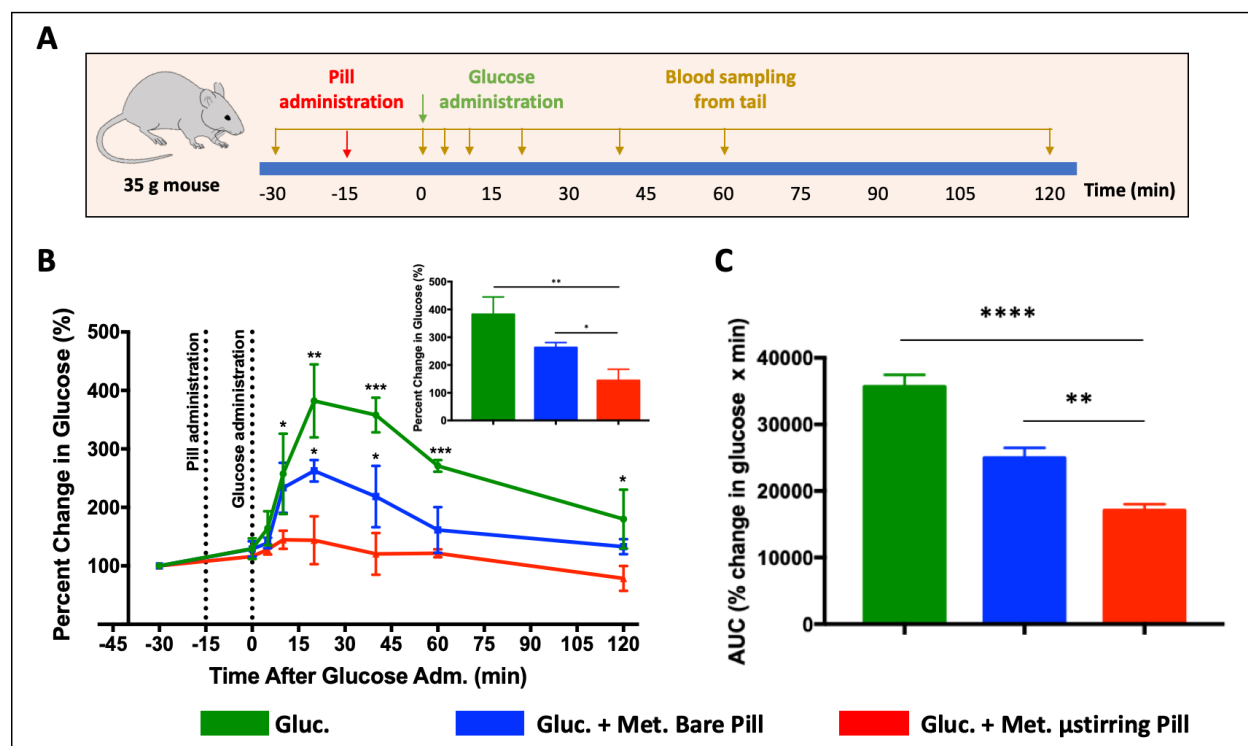 A
Pill
administration
Glucose
administration
Blood sampling
from tail
35 g mouse
-30 -15 0 15 30 45 60 75 90 105 120 Time (min)
B
Percent Change in Glucose (%)
500
400
300
200
100
Pill administration
Glucose administration
* ** *** *** *
* *
-45 -30 -15 0 15 30 45 60 75 90 105 120
Time After Glucose Adm. (min)
Percent Change in Glucose (%)
500
400
300
200
100
0
**
*
C
AUC (% change in glucose x min)
40000
30000
20000
10000
0
****
**
Gluc. Gluc. + Met. Bare Pill Gluc. + Met. µstirring Pill